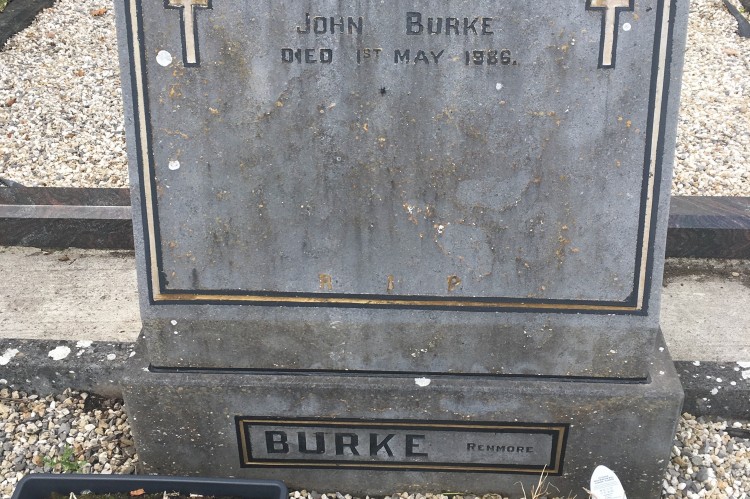 JOHN BURKE
DIED 1ST MAY 1986.
R I P
BURKE RENMORE